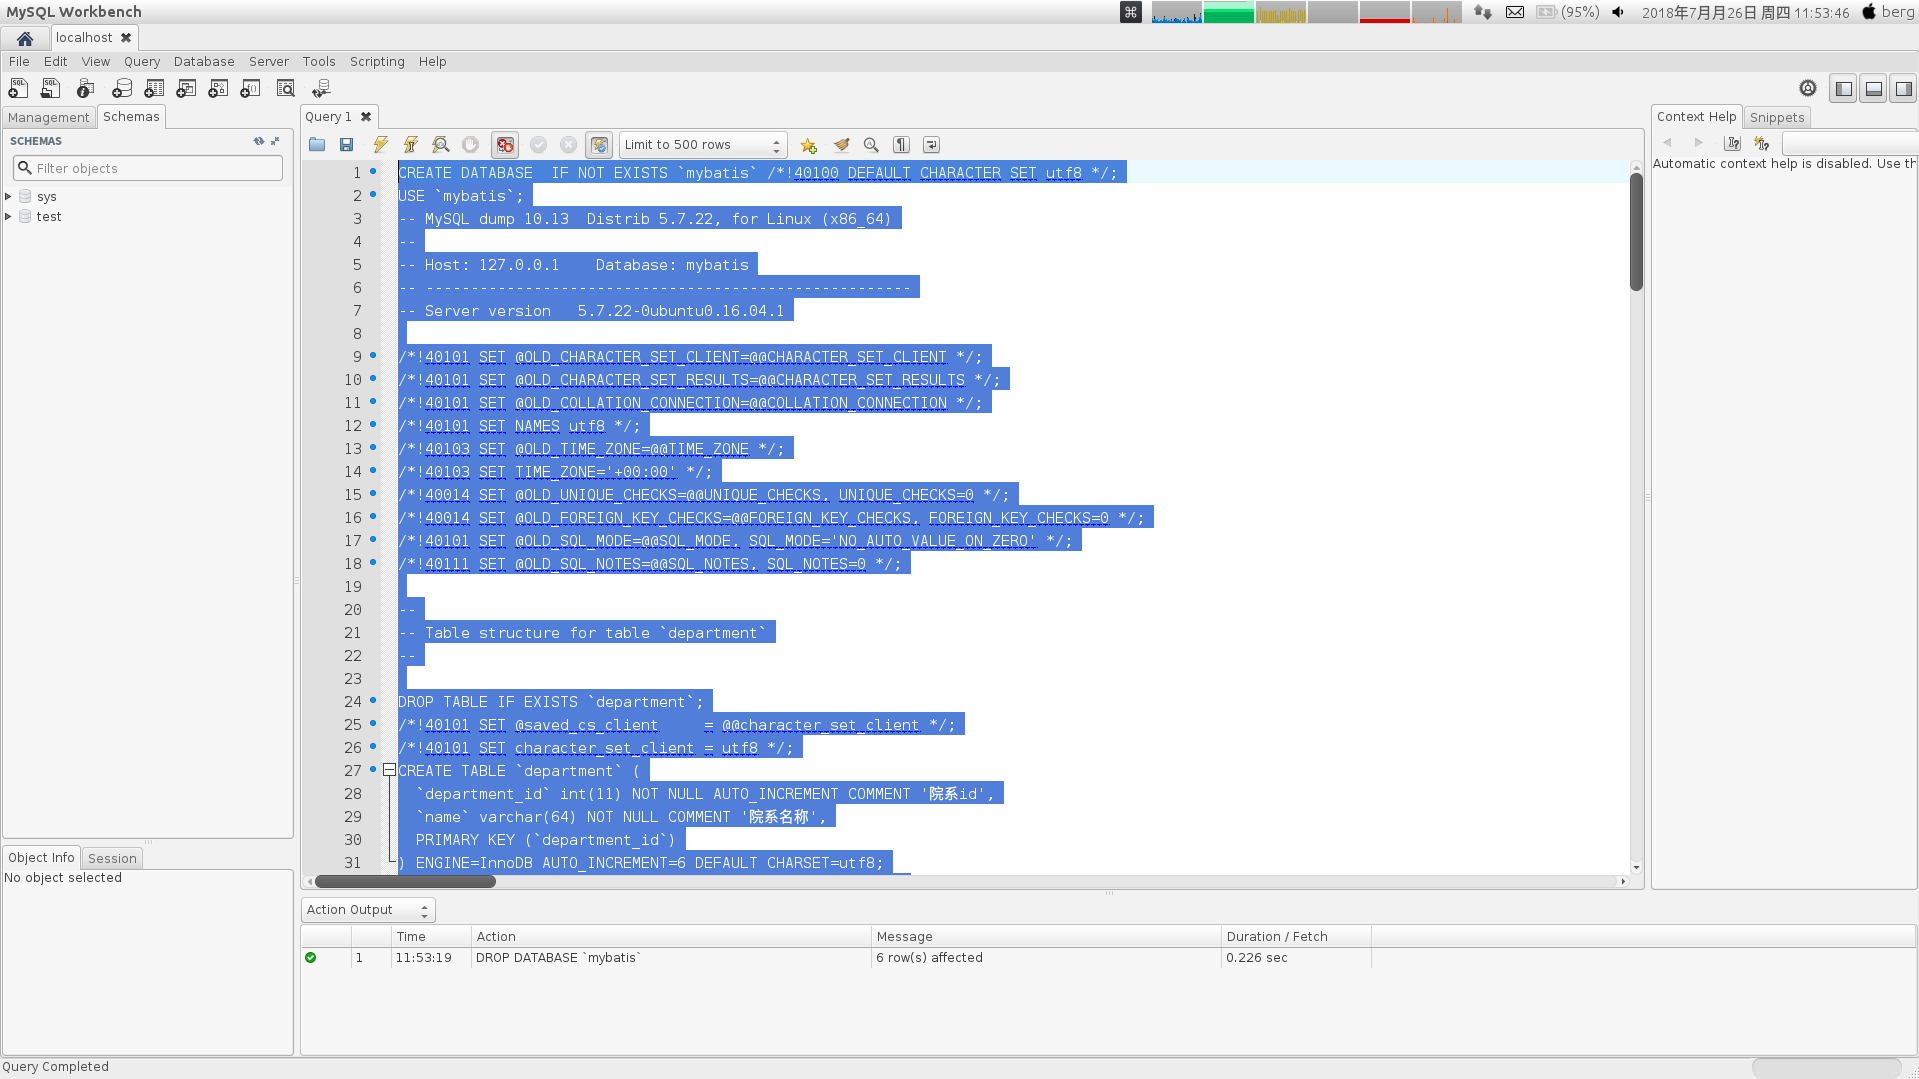 MySQL Workbench
(95%)
2018年7月月26日 周四 11:53:46
berg
localhost
File Edit View Query Database Server Tools Scripting Help
Management Schemas
Query 1
Context Help Snippets
SCHEMAS
Filter objects
sys
test
Limit to 500 rows
Automatic context help is disabled. Use th
1 CREATE DATABASE  IF NOT EXISTS `mybatis` /*!40100 DEFAULT CHARACTER SET utf8 */;
2 USE `mybatis`;
3 -- MySQL dump 10.13  Distrib 5.7.22, for Linux (x86_64)
4 --
5 -- Host: 127.0.0.1    Database: mybatis
6 -- ------------------------------------------------------
7 -- Server version   5.7.22-0ubuntu0.16.04.1
8
9 /*!40101 SET @OLD_CHARACTER_SET_CLIENT=@@CHARACTER_SET_CLIENT */;
10 /*!40101 SET @OLD_CHARACTER_SET_RESULTS=@@CHARACTER_SET_RESULTS */;
11 /*!40101 SET @OLD_COLLATION_CONNECTION=@@COLLATION_CONNECTION */;
12 /*!40101 SET NAMES utf8 */;
13 /*!40103 SET @OLD_TIME_ZONE=@@TIME_ZONE */;
14 /*!40103 SET TIME_ZONE='+00:00' */;
15 /*!40014 SET @OLD_UNIQUE_CHECKS=@@UNIQUE_CHECKS, UNIQUE_CHECKS=0 */;
16 /*!40014 SET @OLD_FOREIGN_KEY_CHECKS=@@FOREIGN_KEY_CHECKS, FOREIGN_KEY_CHECKS=0 */;
17 /*!40101 SET @OLD_SQL_MODE=@@SQL_MODE, SQL_MODE='NO_AUTO_VALUE_ON_ZERO' */;
18 /*!40111 SET @OLD_SQL_NOTES=@@SQL_NOTES, SQL_NOTES=0 */;
19
20 --
21 -- Table structure for table `department`
22 --
23
24 DROP TABLE IF EXISTS `department`;
25 /*!40101 SET @saved_cs_client     = @@character_set_client */;
26 /*!40101 SET character_set_client = utf8 */;
27 CREATE TABLE `department` (
28   `department_id` int(11) NOT NULL AUTO_INCREMENT COMMENT '院系id',
29   `name` varchar(64) NOT NULL COMMENT '院系名称',
30   PRIMARY KEY (`department_id`)
31 ) ENGINE=InnoDB AUTO_INCREMENT=6 DEFAULT CHARSET=utf8;
Object Info Session
No object selected
Action Output
Time Action Message Duration / Fetch
1 11:53:19 DROP DATABASE `mybatis` 6 row(s) affected 0.226 sec
Query Completed